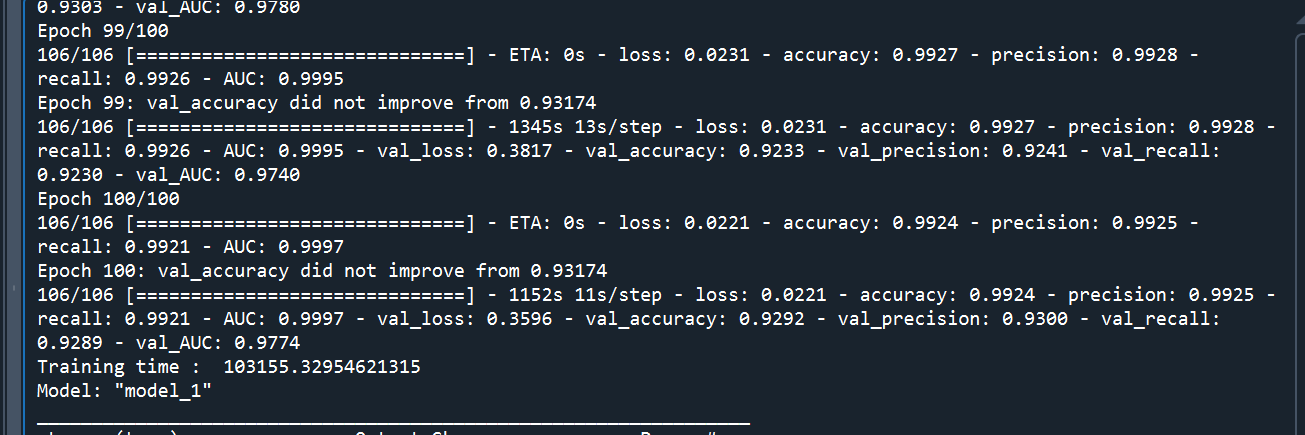 0.9303 - val_AUC: 0.9780
Epoch 99/100
106/106 [==============================] - ETA: 0s - loss: 0.0231 - accuracy: 0.9927 - precision: 0.9928 -
recall: 0.9926 - AUC: 0.9995
Epoch 99: val_accuracy did not improve from 0.93174
106/106 [==============================] - 1345s 13s/step - loss: 0.0231 - accuracy: 0.9927 - precision: 0.9928 -
recall: 0.9926 - AUC: 0.9995 - val_loss: 0.3817 - val_accuracy: 0.9233 - val_precision: 0.9241 - val_recall:
0.9230 - val_AUC: 0.9740
Epoch 100/100
106/106 [==============================] - ETA: 0s - loss: 0.0221 - accuracy: 0.9924 - precision: 0.9925 -
recall: 0.9921 - AUC: 0.9997
Epoch 100: val_accuracy did not improve from 0.93174
106/106 [==============================] - 1152s 11s/step - loss: 0.0221 - accuracy: 0.9924 - precision: 0.9925 -
recall: 0.9921 - AUC: 0.9997 - val_loss: 0.3596 - val_accuracy: 0.9292 - val_precision: 0.9300 - val_recall:
0.9289 - val_AUC: 0.9774
Training time :  103155.32954621315
Model: "model_1"